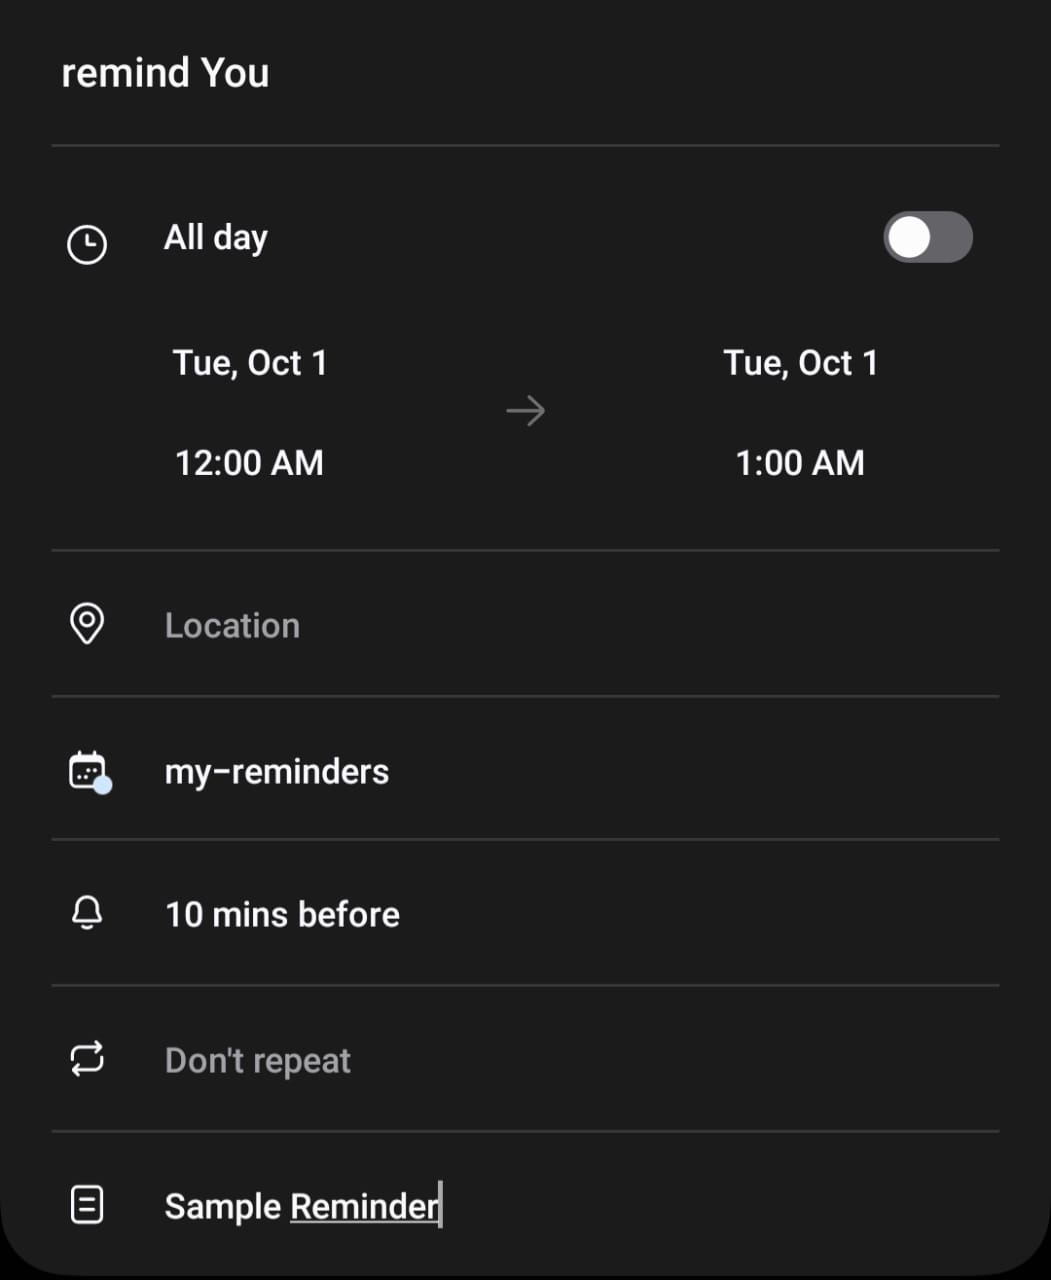 remind You
All day
Tue, Oct 1
Tue, Oct 1
12:00 AM
1:00 AM
Location
my-reminders
10 mins before
Don't repeat
Sample Reminder